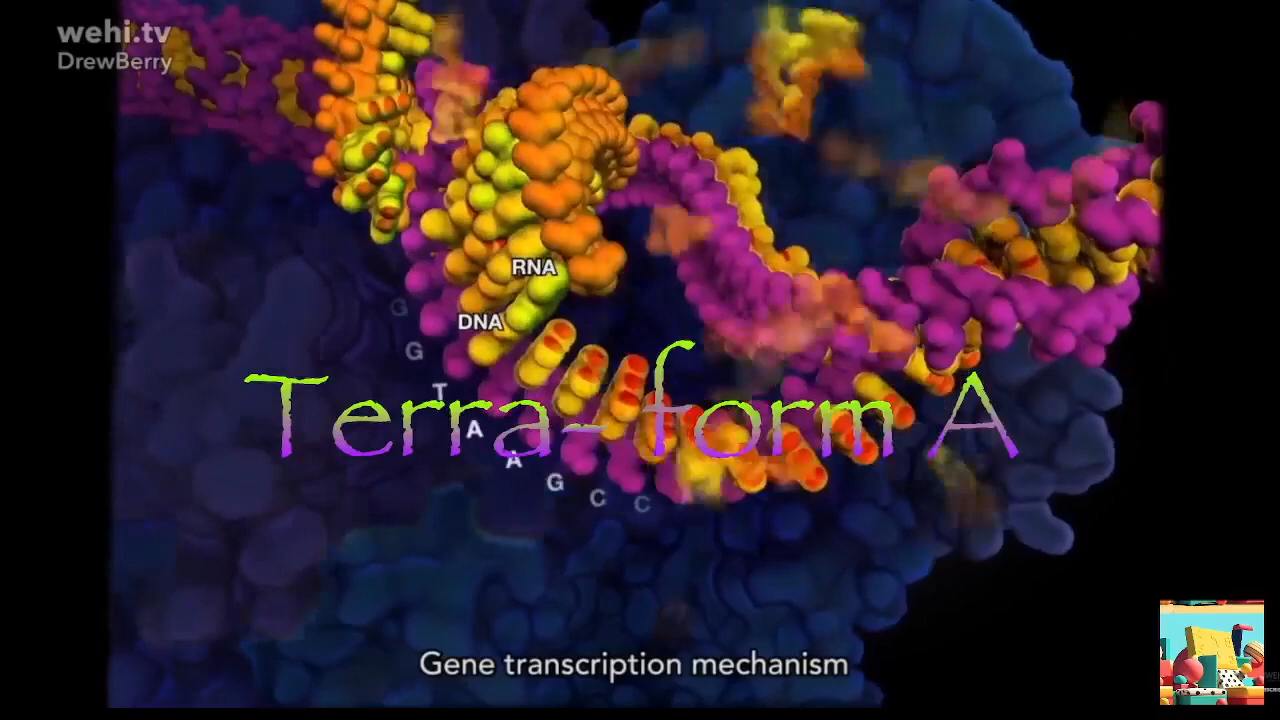 wehi.tv
DrewBerry
RNA
DNA
G
G
T
A
A
G
C
C
Terra- form A
Gene transcription mechanism